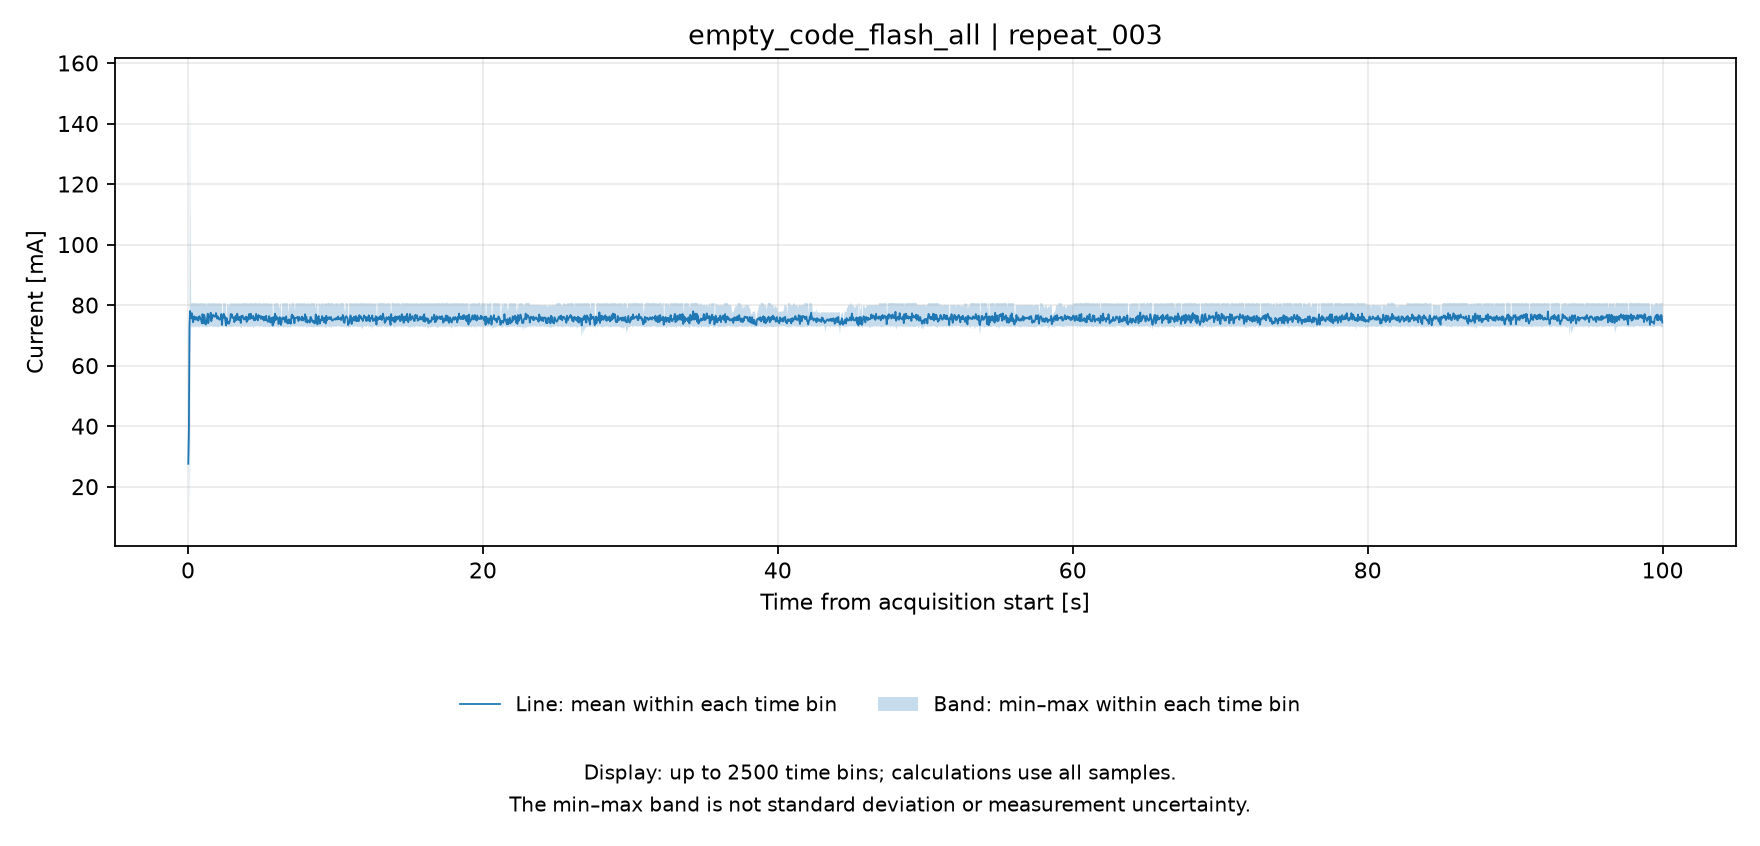 empty_code_flash_all | repeat_003
160
140
120
100
80
60
40
20
Current [mA]
0 20 40 60 80 100
Time from acquisition start [s]
Line: mean within each time bin Band: min–max within each time bin
Display: up to 2500 time bins; calculations use all samples.
The min–max band is not standard deviation or measurement uncertainty.